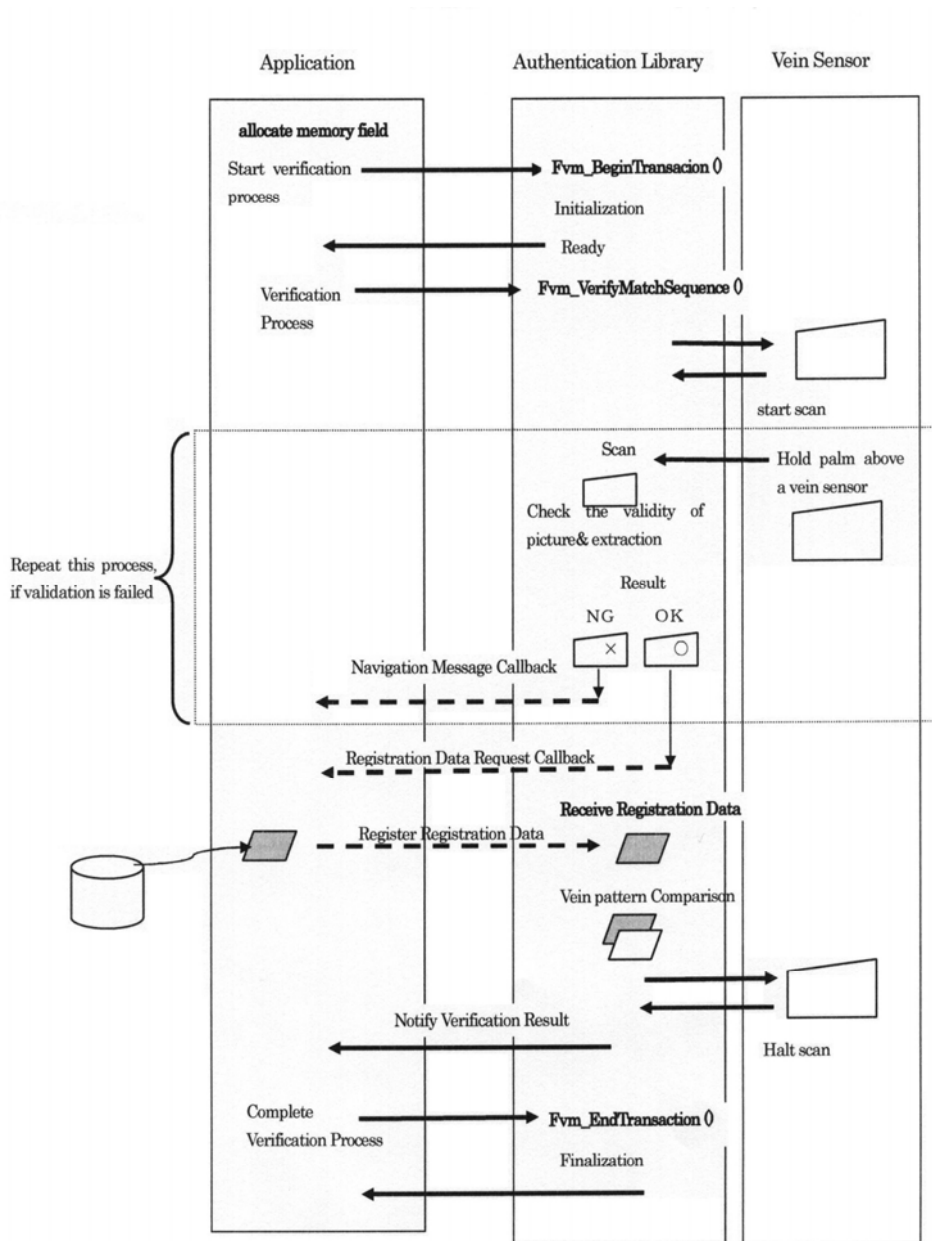 Application
Authentication Library
Vein Sensor
allocate memory field
Start verification
process
Fvm_BeginTransacion ()
Initialization
Ready
Verification
Process
Fvm_VerifyMatchSequence ()
start scan
Scan
Hold palm above
a vein sensor
Check the validity of
picture& extraction
Repeat this process,
if validation is failed
Result
NG OK
Navigation Message Callback
Registration Data Request Callback
Receive Registration Data
Register Registration Data
Vein pattern Comparison
Notify Verification Result
Halt scan
Complete
Verification Process
Fvm_EndTransaction ()
Finalization